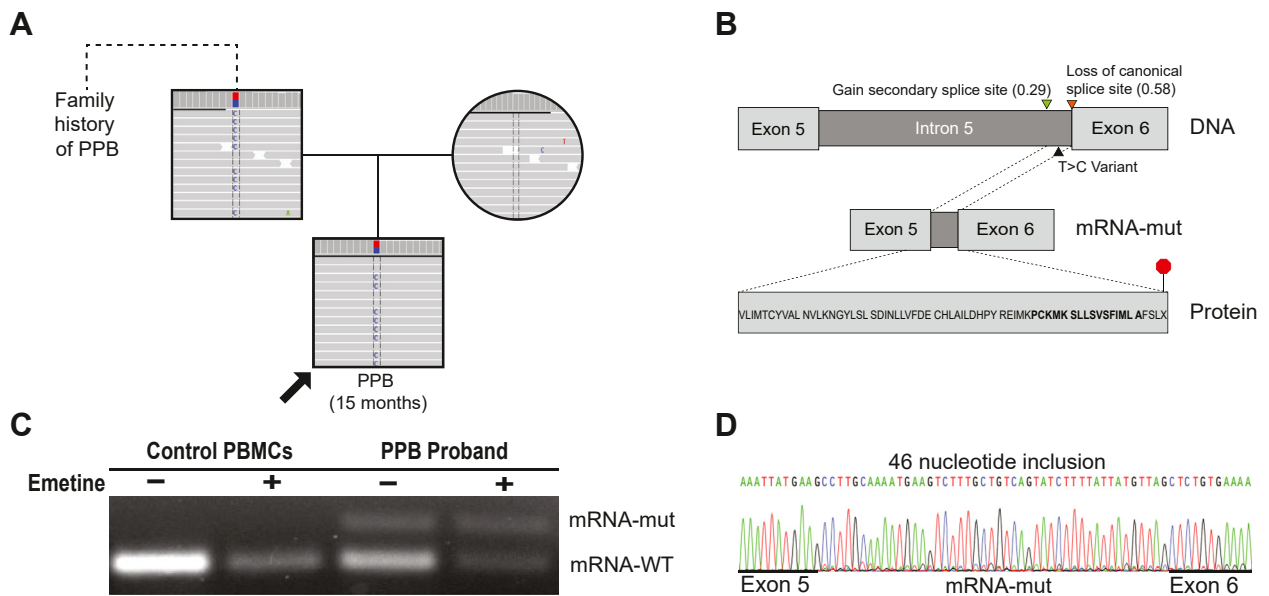 A
Family
history
of PPB
PPB
(15 months)
B
Gain secondary splice site (0.29)
Loss of canonical
splice site (0.58)
Exon 5
Intron 5
Exon 6
DNA
T>C Variant
Exon 5
Exon 6
mRNA-mut
VLIMTCYVAL NVLKNGYLSL SDINLLVFDE CHLAILDHPY REIMKPCKMK SLLSVSFIML AFSLX
Protein
C
Control PBMCs
PPB Proband
Emetine
− + − +
mRNA-mut
mRNA-WT
D
46 nucleotide inclusion
AAATTATGAAGCCTTGCAAAATGAAGTCTTTGCTGTCAGTATCTTTTATTATGTTAGCTCTGTGAAAA
Exon 5
mRNA-mut
Exon 6